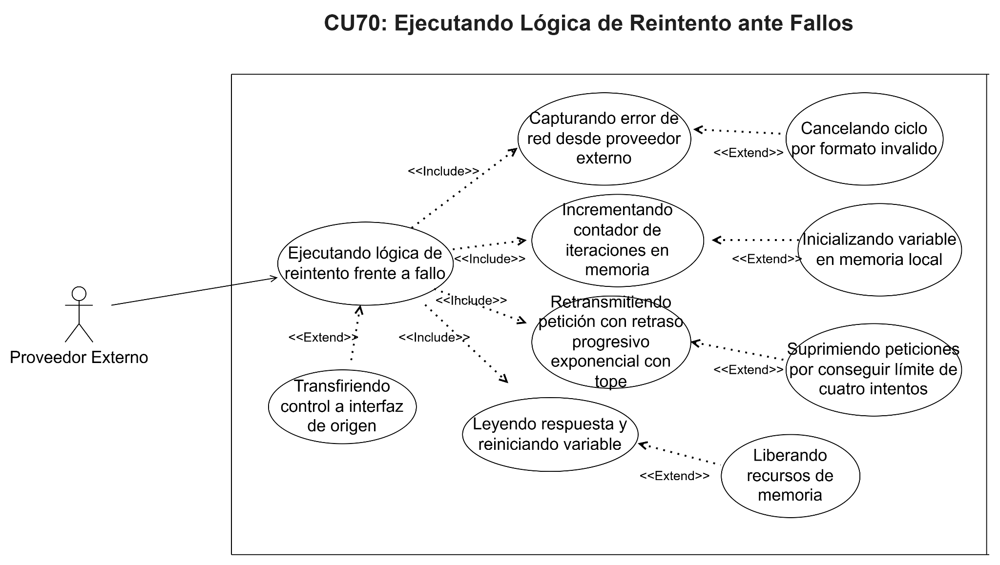 CU70: Ejecutando Lógica de Reintento ante Fallos
Capturando error de
red desde proveedor
externo
Cancelando ciclo
por formato invalido
<<Extend>>
<<Include>>
Incrementando
contador de
iteraciones en
memoria
Inicializando variable
en memoria local
<<Extend>>
Ejecutando lógica de
reintento frente a fallo
<<Include>>
<<Include>>
Retransmitiendo
petición con retraso
progresivo
exponencial con
tope
Suprimiendo peticiones
por conseguir límite de
cuatro intentos
<<Extend>>
<<Extend>>
<<Include>>
Proveedor Externo
Transfiriendo
control a interfaz
de origen
Leyendo respuesta y
reiniciando variable
Liberando
recursos de
memoria
<<Extend>>